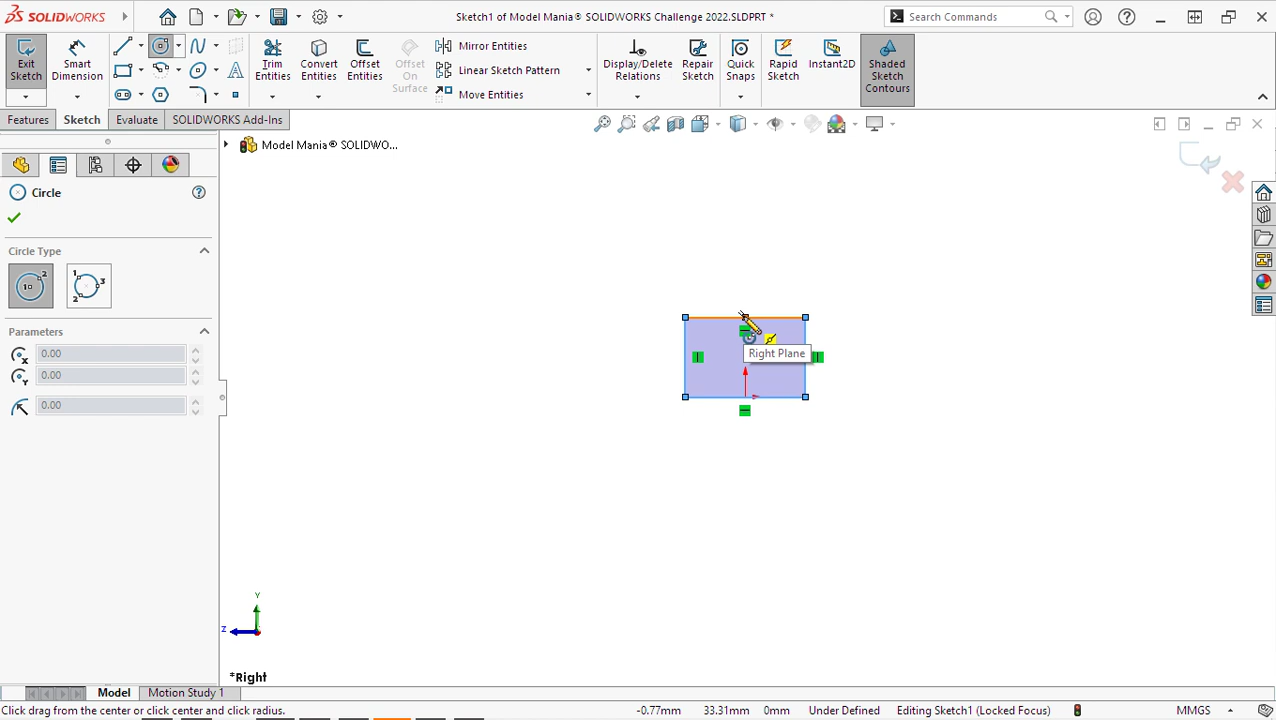 SOLIDWORKS
Sketch1 of Model Mania® SOLIDWORKS Challenge 2022.SLDPRT *
Search Commands
Exit Sketch
Smart Dimension
Trim Entities
Convert Entities
Offset Entities
Offset On Surface
Mirror Entities
Linear Sketch Pattern
Move Entities
Display/Delete Relations
Repair Sketch
Quick Snaps
Rapid Sketch
Instant2D
Shaded Sketch Contours
Features
Sketch
Evaluate
SOLIDWORKS Add-Ins
Model Mania® SOLIDWO...
Circle
Circle Type
Parameters
0.00
0.00
0.00
Right Plane
Y
Z
*Right
Model
Motion Study 1
Click drag from the center or click center and click radius.
-0.77mm
33.31mm
0mm
Under Defined
Editing Sketch1 (Locked Focus)
MMGS